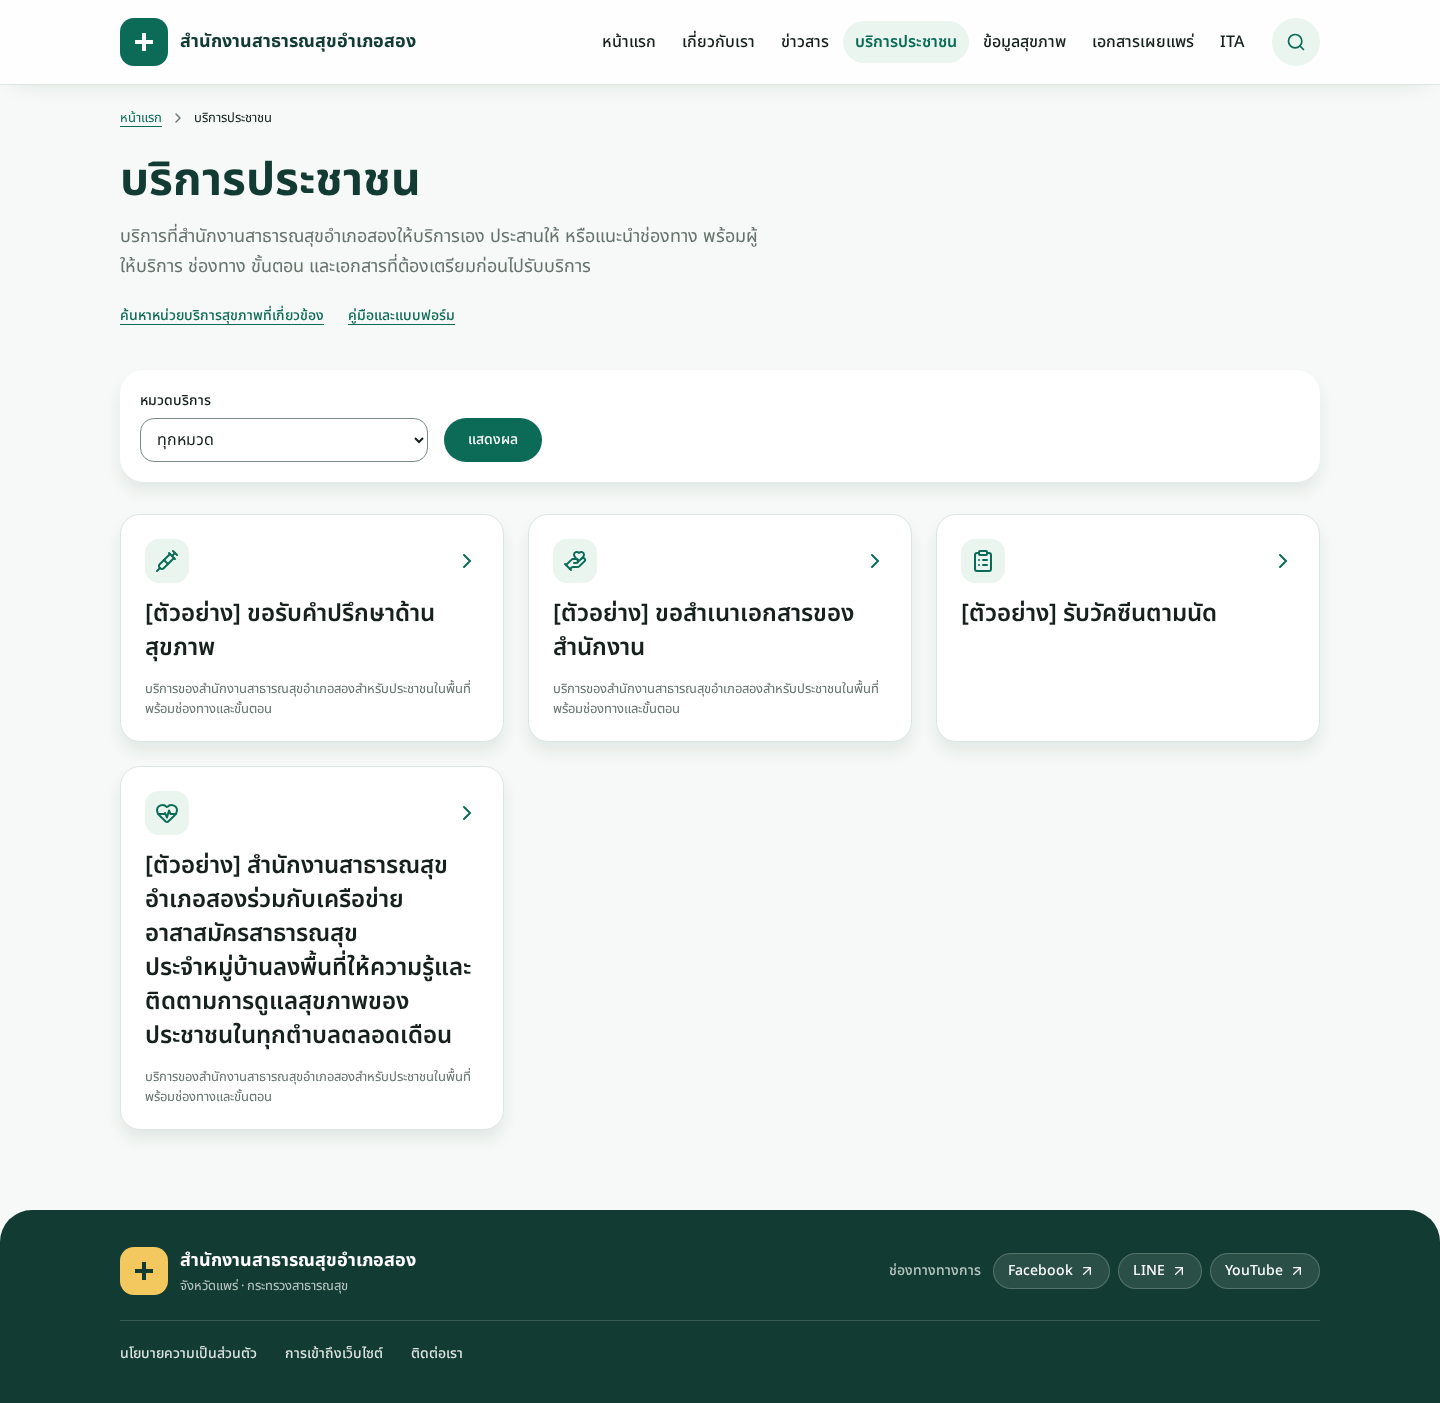 สำนักงานสาธารณสุขอำเภอสอง
หน้าแรก เกี่ยวกับเรา ข่าวสาร บริการประชาชน ข้อมูลสุขภาพ เอกสารเผยแพร่ ITA
หน้าแรก บริการประชาชน
บริการประชาชน
บริการที่สำนักงานสาธารณสุขอำเภอสองให้บริการเอง ประสานให้ หรือแนะนำช่องทาง พร้อมผู้
ให้บริการ ช่องทาง ขั้นตอน และเอกสารที่ต้องเตรียมก่อนไปรับบริการ
ค้นหาหน่วยบริการสุขภาพที่เกี่ยวข้อง คู่มือและแบบฟอร์ม
หมวดบริการ
ทุกหมวด แสดงผล
[ตัวอย่าง] ขอรับคำปรึกษาด้าน
สุขภาพ
บริการของสำนักงานสาธารณสุขอำเภอสองสำหรับประชาชนในพื้นที่
พร้อมช่องทางและขั้นตอน
[ตัวอย่าง] ขอสำเนาเอกสารของ
สำนักงาน
บริการของสำนักงานสาธารณสุขอำเภอสองสำหรับประชาชนในพื้นที่
พร้อมช่องทางและขั้นตอน
[ตัวอย่าง] รับวัคซีนตามนัด
[ตัวอย่าง] สำนักงานสาธารณสุข
อำเภอสองร่วมกับเครือข่าย
อาสาสมัครสาธารณสุข
ประจำหมู่บ้านลงพื้นที่ให้ความรู้และ
ติดตามการดูแลสุขภาพของ
ประชาชนในทุกตำบลตลอดเดือน
บริการของสำนักงานสาธารณสุขอำเภอสองสำหรับประชาชนในพื้นที่
พร้อมช่องทางและขั้นตอน
สำนักงานสาธารณสุขอำเภอสอง
จังหวัดแพร่ · กระทรวงสาธารณสุข
ช่องทางทางการ Facebook LINE YouTube
นโยบายความเป็นส่วนตัว การเข้าถึงเว็บไซต์ ติดต่อเรา